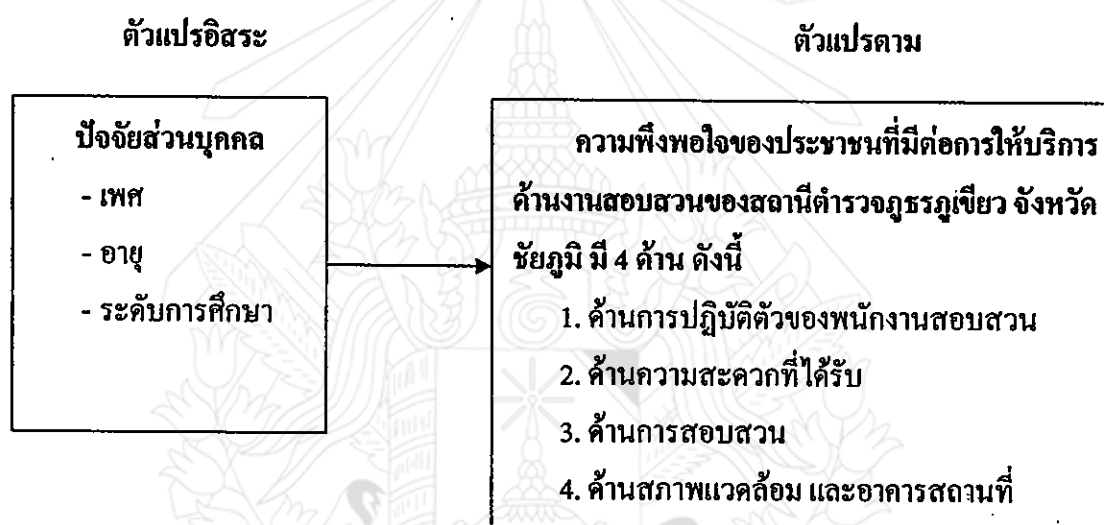 ตัวแปรอิสระ
ตัวแปรตาม
ปัจจัยส่วนบุคคล
- เพศ
- อายุ
- ระดับการศึกษา
ความพึงพอใจของประชาชนที่มีต่อการให้บริการ
ด้านงานสอบสวนของสถานีตำรวจภูธรภูเขียว จังหวัด
ชัยภูมิ มี 4 ด้าน ดังนี้
1. ด้านการปฏิบัติตัวของพนักงานสอบสวน
2. ด้านความสะดวกที่ได้รับ
3. ด้านการสอบสวน
4. ด้านสภาพแวดล้อม และอาคารสถานที่